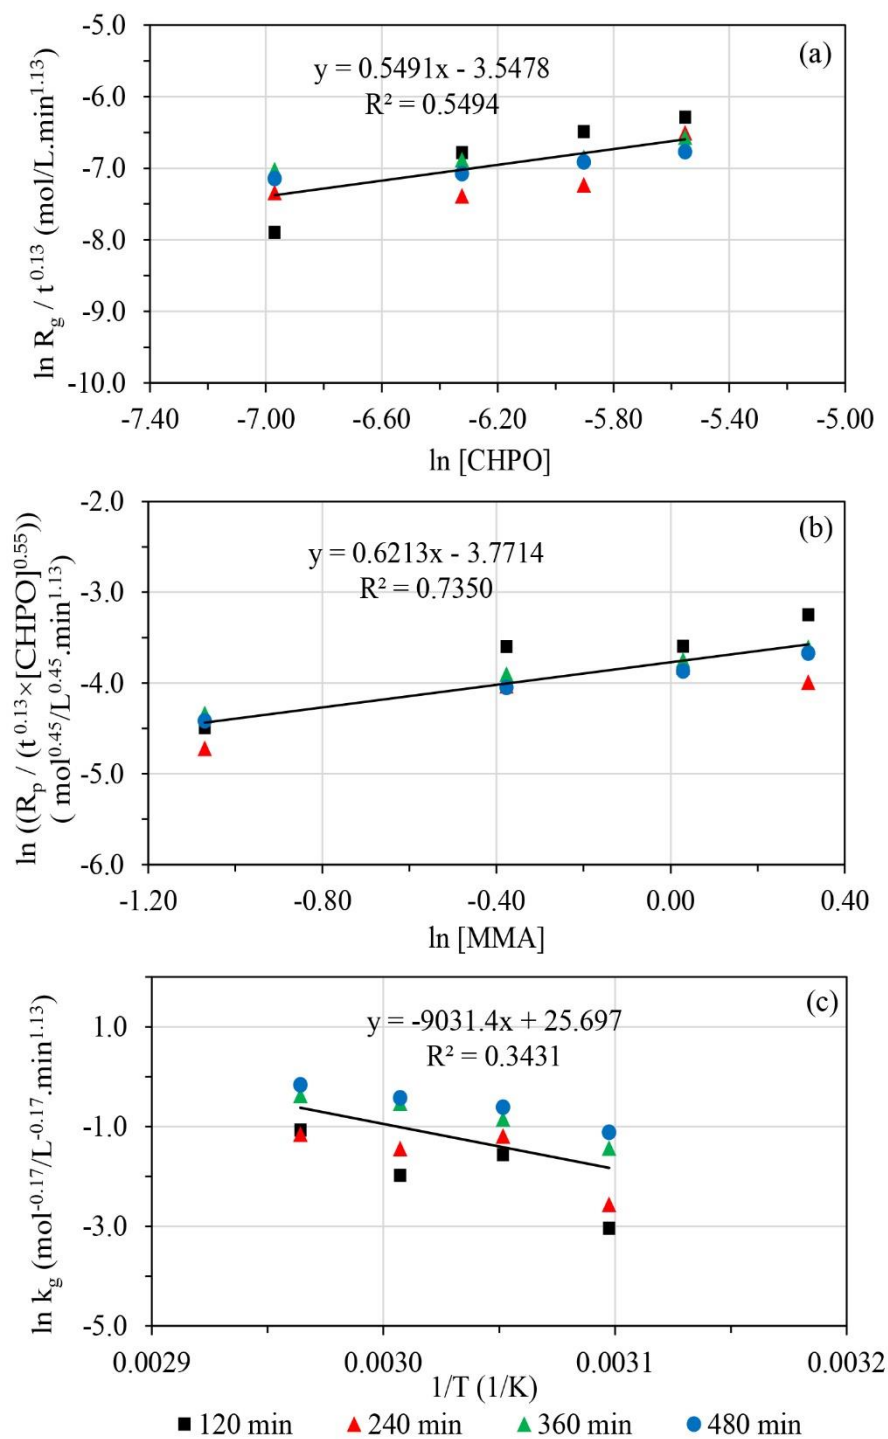 (a)
y = 0.5491x - 3.5478
R² = 0.5494
ln R_g / t^0.13 (mol/L.min^1.13)
-5.0
-6.0
-7.0
-8.0
-9.0
-10.0
-7.40 -7.00 -6.60 -6.20 -5.80 -5.40 -5.00
ln [CHPO]
(b)
y = 0.6213x - 3.7714
R² = 0.7350
ln ((R_p / (t^0.13×[CHPO]^0.55))
( mol^0.45/L^0.45.min^1.13)
-2.0
-3.0
-4.0
-5.0
-6.0
-1.20 -0.80 -0.40 0.00 0.40
ln [MMA]
(c)
y = -9031.4x + 25.697
R² = 0.3431
ln k_g (mol^-0.17/L^-0.17.min^1.13)
1.0
-1.0
-3.0
-5.0
0.0029 0.0030 0.0031 0.0032
1/T (1/K)
120 min 240 min 360 min 480 min